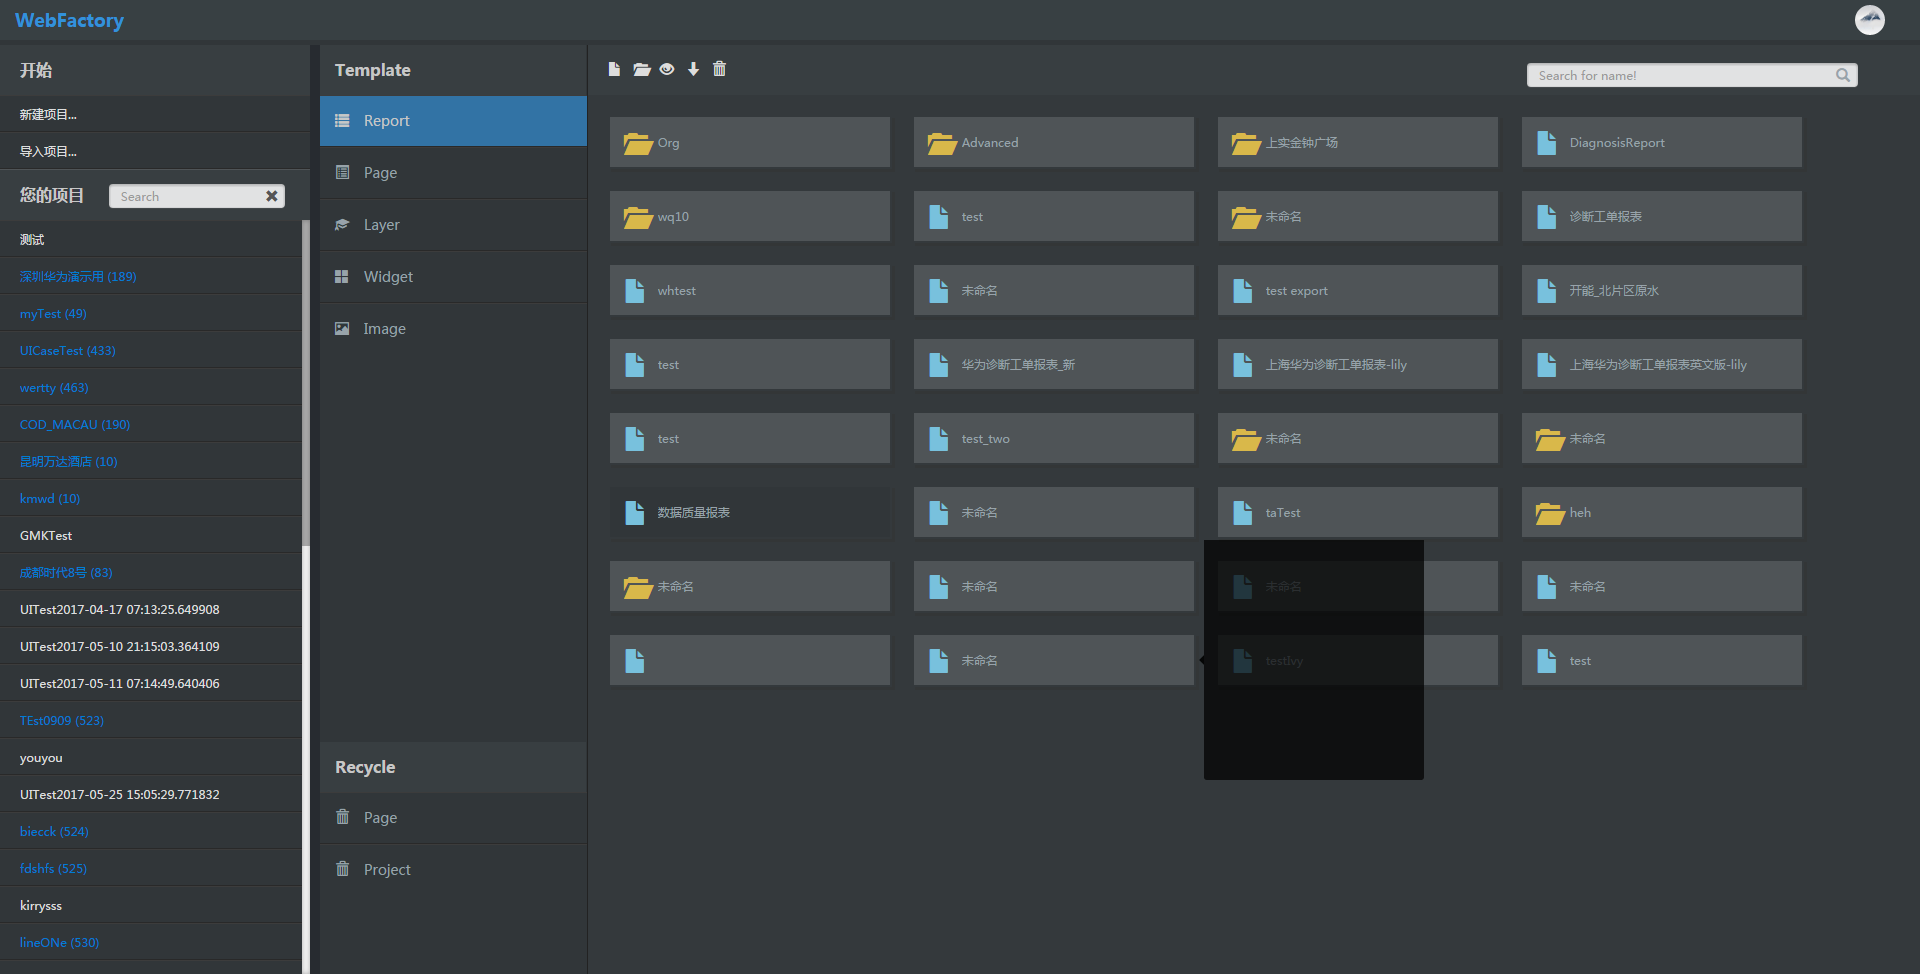 WebFactory
开始
新建项目...
导入项目...
您的项目
Search
测试
深圳华为演示用 (189)
myTest (49)
UICaseTest (433)
wertty (463)
COD_MACAU (190)
昆明万达酒店 (10)
kmwd (10)
GMKTest
成都时代8号 (83)
UITest2017-04-17 07:13:25.649908
UITest2017-05-10 21:15:03.364109
UITest2017-05-11 07:14:49.640406
TEst0909 (523)
youyou
UITest2017-05-25 15:05:29.771832
biecck (524)
fdshfs (525)
kirrysss
lineONe (530)
Template
Report
Page
Layer
Widget
Image
Recycle
Page
Project
Search for name!
Org
Advanced
上实金钟广场
DiagnosisReport
wq10
test
未命名
诊断工单报表
whtest
未命名
test export
开能_北片区原水
test
华为诊断工单报表_新
上海华为诊断工单报表-lily
上海华为诊断工单报表英文版-lily
test
test_two
未命名
未命名
数据质量报表
未命名
taTest
heh
未命名
未命名
未命名
未命名
未命名
testIvy
test